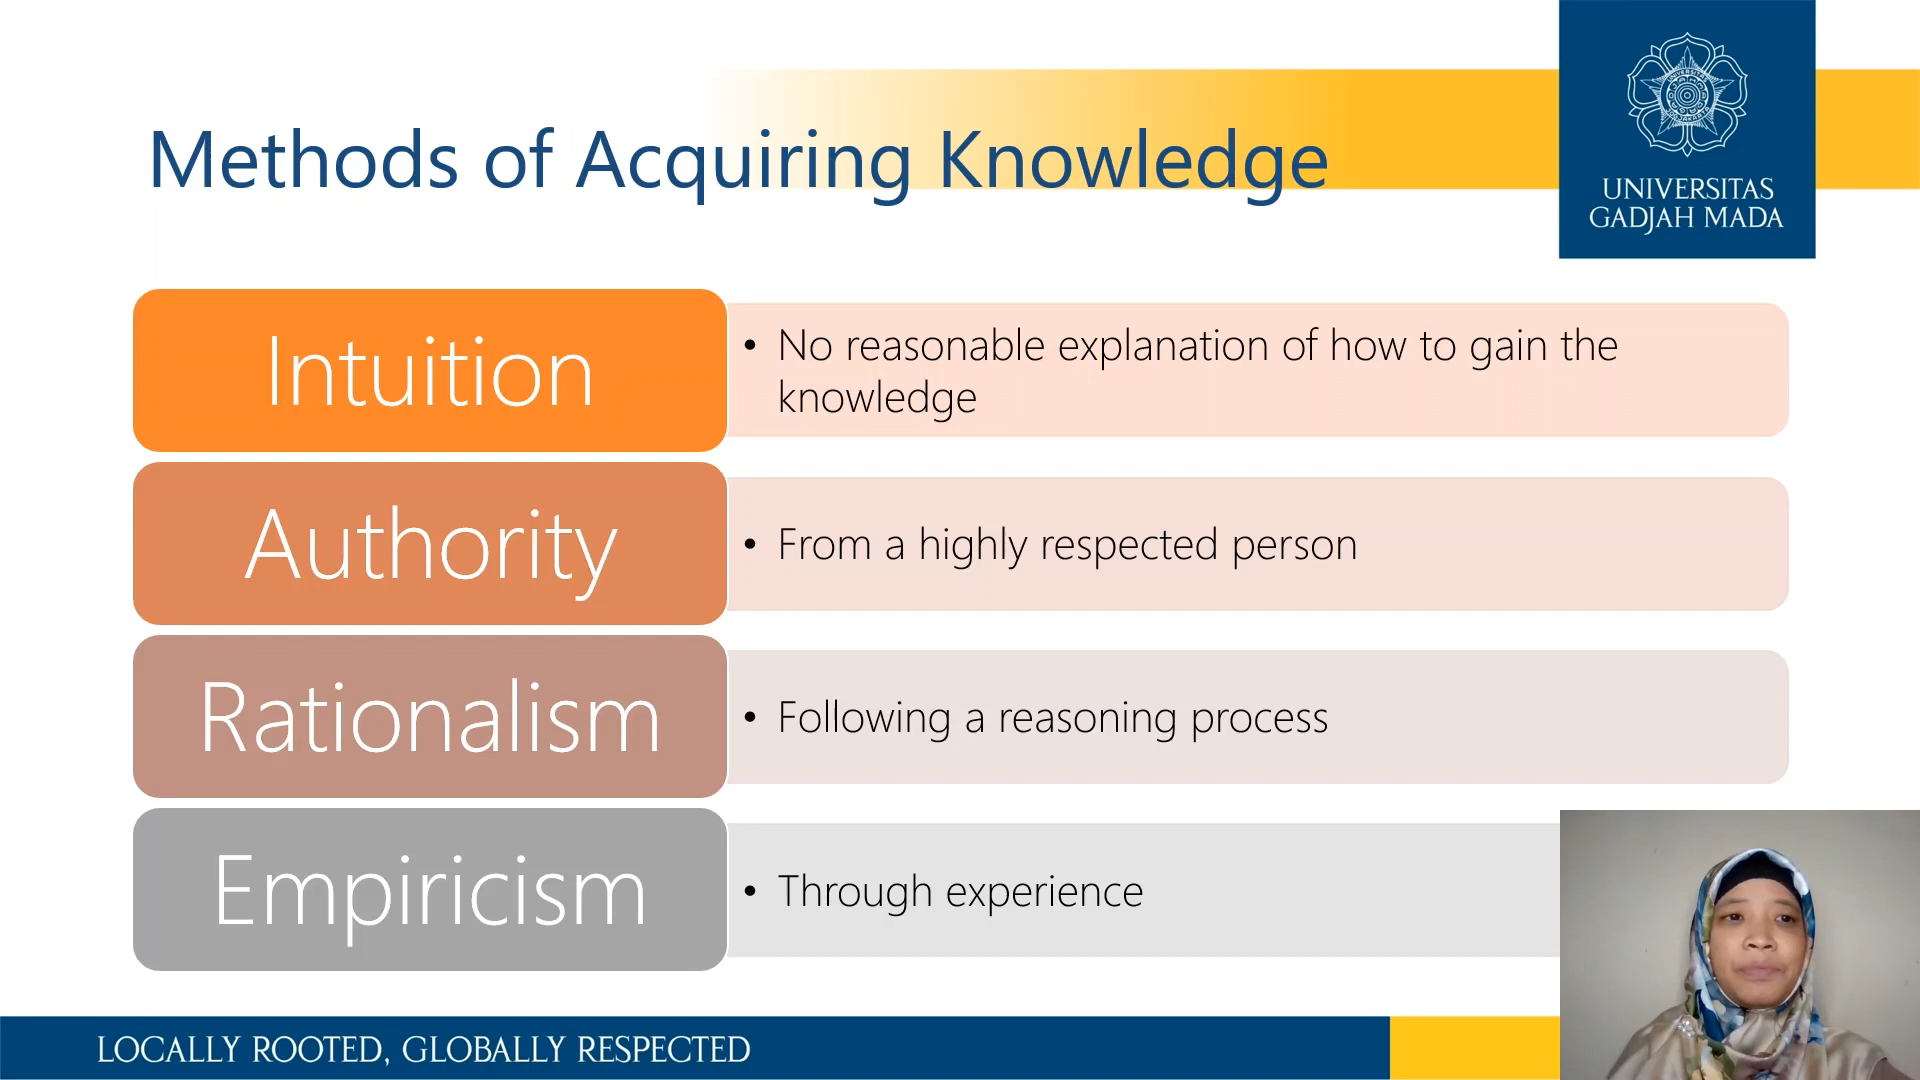 Methods of Acquiring Knowledge
UNIVERSITAS
GADJAH MADA
Intuition
• No reasonable explanation of how to gain the
knowledge
Authority
• From a highly respected person
Rationalism
• Following a reasoning process
Empiricism
• Through experience
LOCALLY ROOTED, GLOBALLY RESPECTED